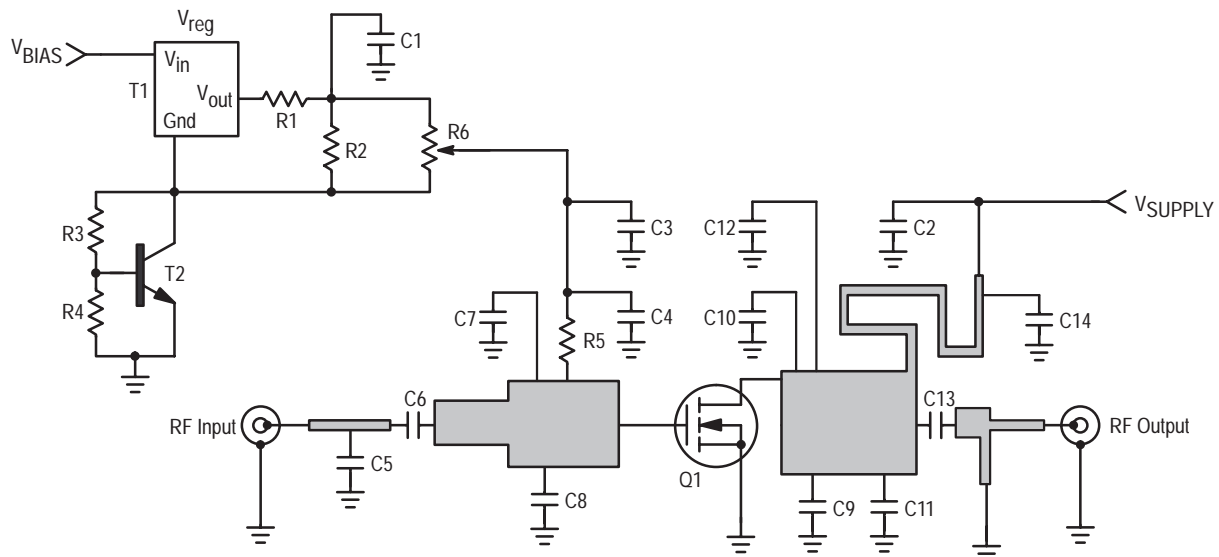 Vreg
VBIAS
Vin
T1
Vout
Gnd
R1
C1
R2
R6
R3
T2
R4
C3
C12
C2
VSUPPLY
C7
C4
C10
C14
R5
C6
C13
RF Input
RF Output
C5
C8
Q1
C9
C11